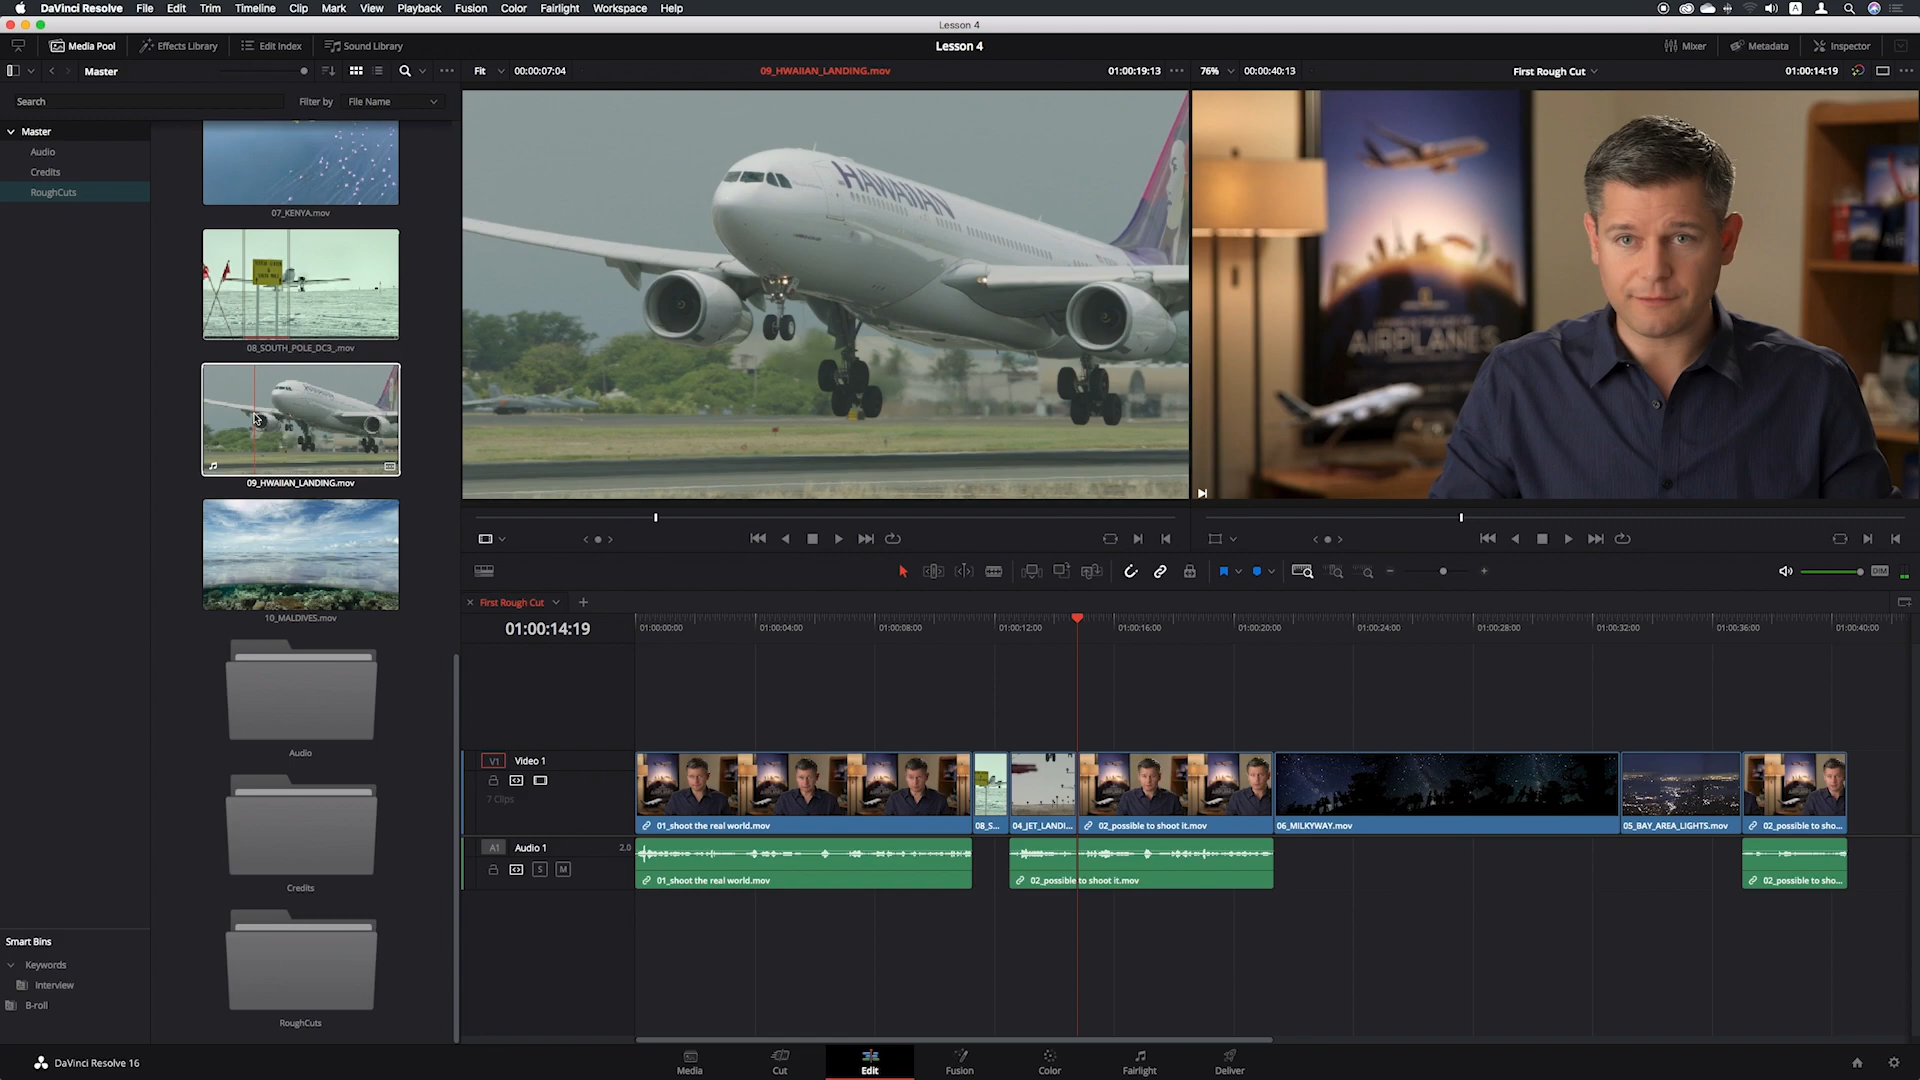 DaVinci Resolve File Edit Trim Timeline Clip Mark View Playback Fusion Color Fairlight Workspace Help
Lesson 4
Media Pool Effects Library Edit Index Sound Library Lesson 4 Mixer Metadata Inspector
Master Fit 00:00:07:04 09_HWAIIAN_LANDING.mov 01:00:19:13 76% 00:00:40:13 First Rough Cut 01:00:14:19
Search Filter by File Name
Master
Audio
Credits
RoughCuts
07_KENYA.mov
08_SOUTH_POLE_DC3_.mov
09_HWAIIAN_LANDING.mov
10_MALDIVES.mov
Audio
Credits
RoughCuts
Smart Bins
Keywords
Interview
B-roll
HAWAIIAN
AIRPLANES
DIM
First Rough Cut
01:00:14:19
01:00:00:00 01:00:04:00 01:00:08:00 01:00:12:00 01:00:16:00 01:00:20:00 01:00:24:00 01:00:28:00 01:00:32:00 01:00:36:00 01:00:40:00
V1 Video 1
7 Clips
01_shoot the real world.mov 08_S... 04_JET_LANDI... 02_possible to shoot it.mov 06_MILKYWAY.mov 05_BAY_AREA_LIGHTS.mov 02_possible to sho...
A1 Audio 1 2.0
S M
01_shoot the real world.mov 02_possible to shoot it.mov 02_possible to sho...
DaVinci Resolve 16 Media Cut Edit Fusion Color Fairlight Deliver